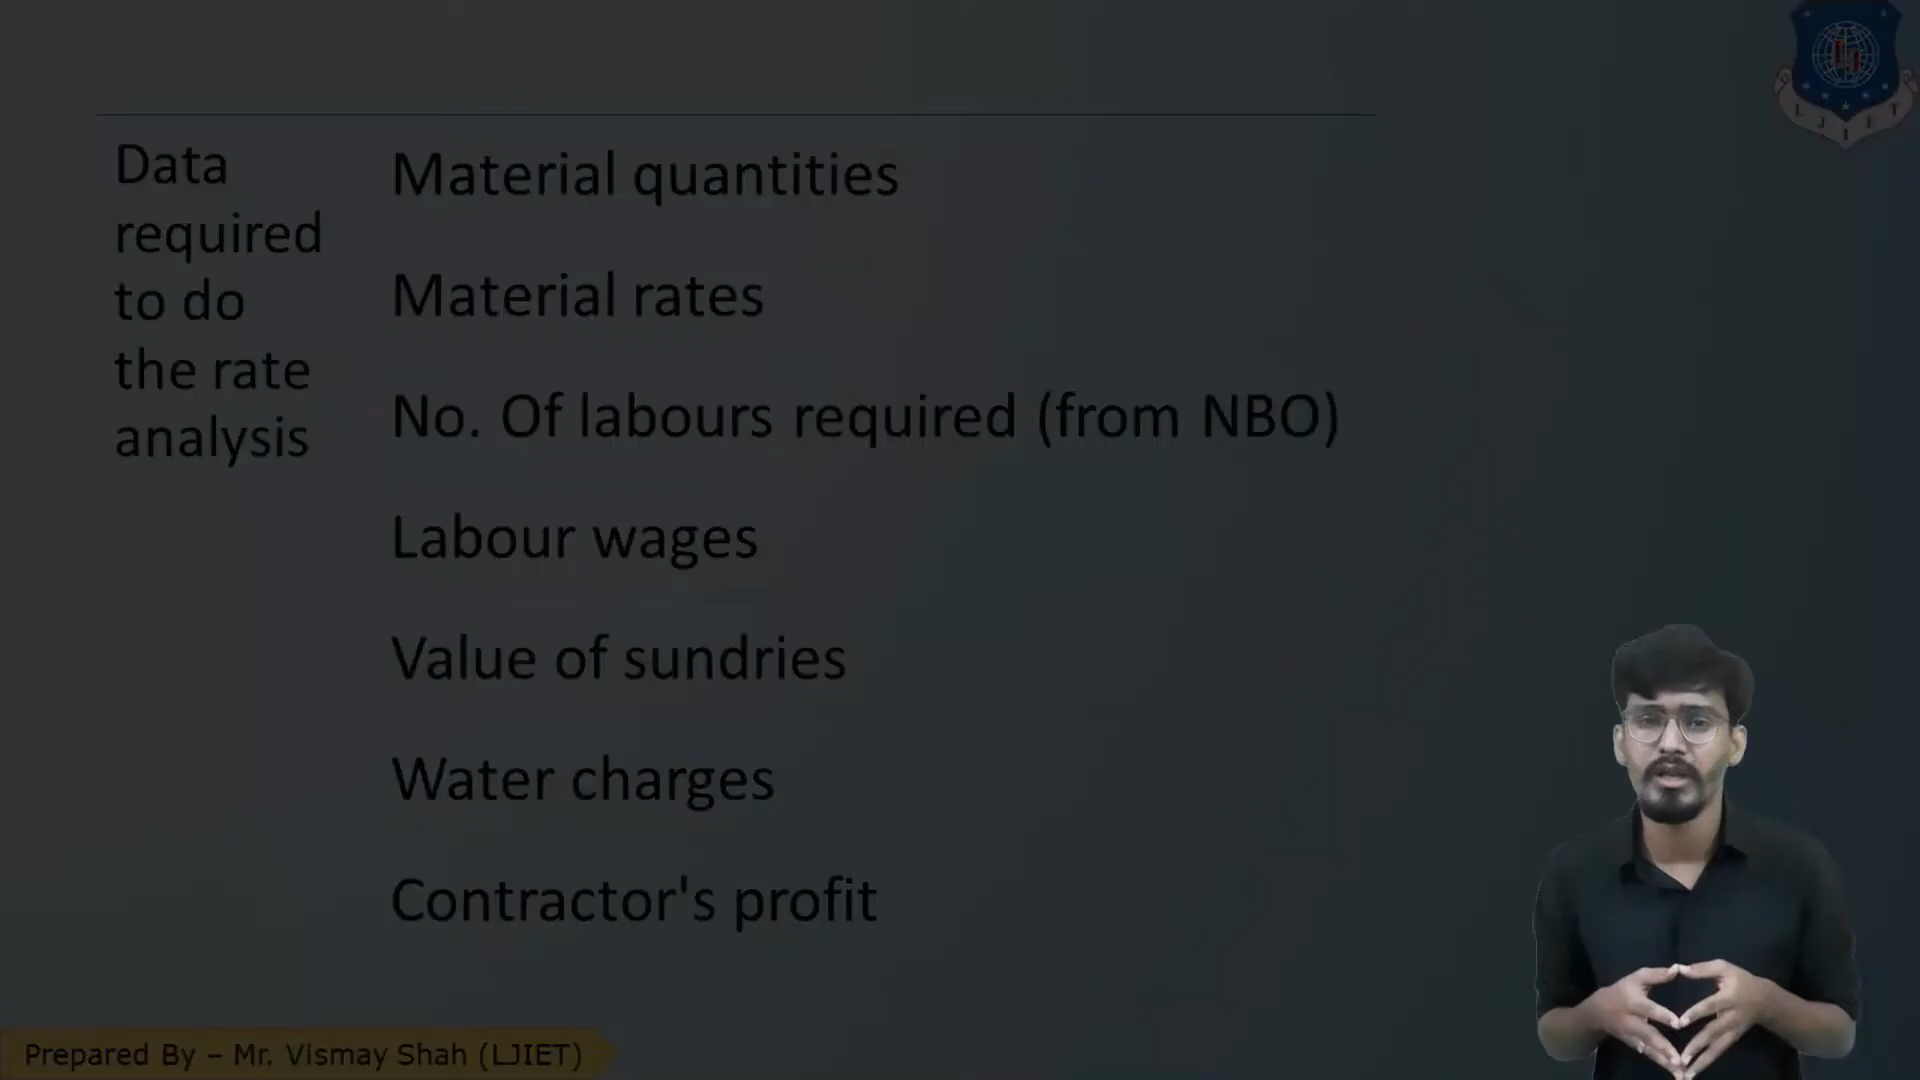 Data
required
to do
the rate
analysis
Material quantities
Material rates
No. Of labours required (from NBO)
Labour wages
Value of sundries
Water charges
Contractor's profit
Prepared By – Mr. Vismay Shah (LJIET)
LJIET